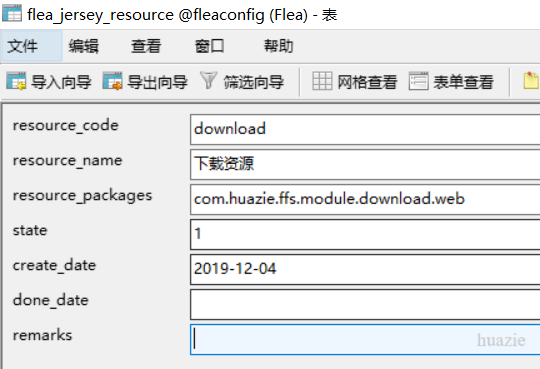 flea_jersey_resource @fleaconfig (Flea) - 表
文件 编辑 查看 窗口 帮助
导入向导 导出向导 筛选向导 网格查看 表单查看
resource_code download
resource_name 下载资源
resource_packages com.huazie.ffs.module.download.web
state 1
create_date 2019-12-04
done_date
remarks
huazie